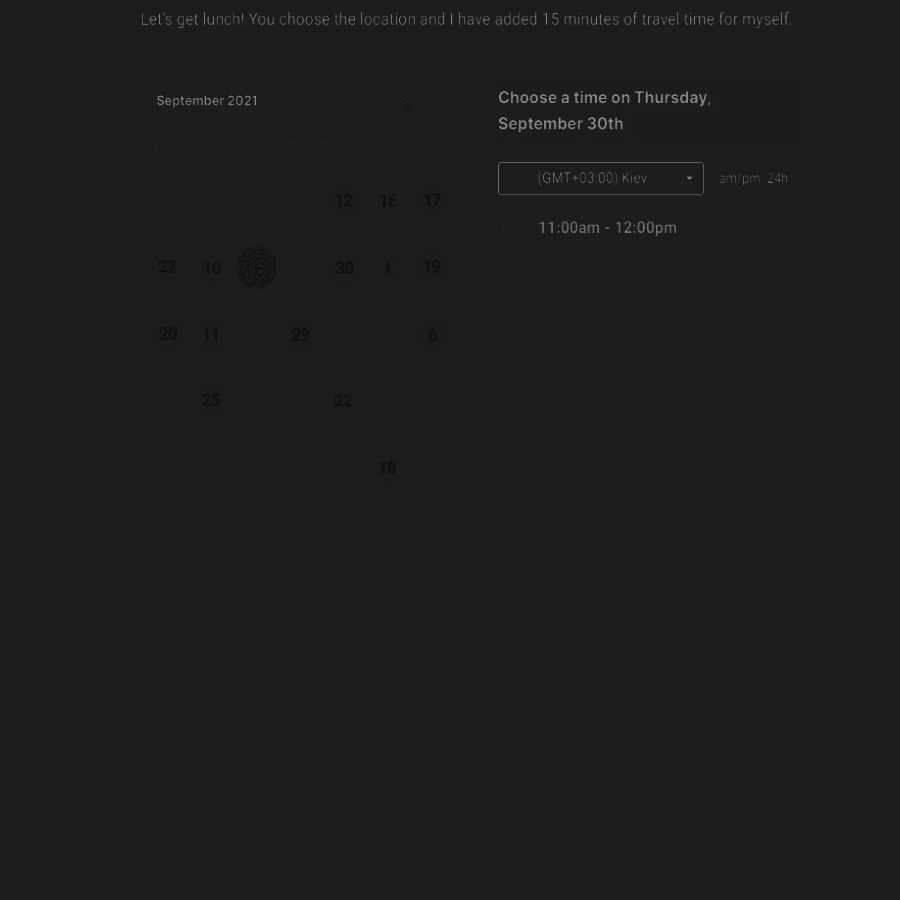 Let's get lunch! You choose the location and I have added 15 minutes of travel time for myself.
September 2021
12 17
10 30 1 19
20 11 29 6
25 22
18
Choose a time on Thursday,
September 30th
(GMT+03:00) Kiev am/pm 24h
11:00am - 12:00pm